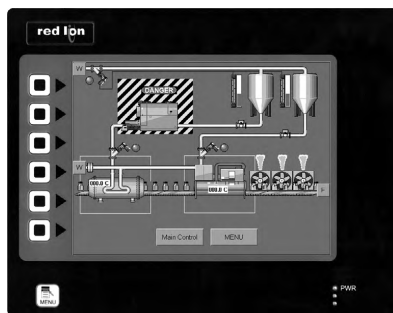 red lion
W
DANGER
W
000.0 C
000.0 C
F
Main Control
MENU
MENU
PWR